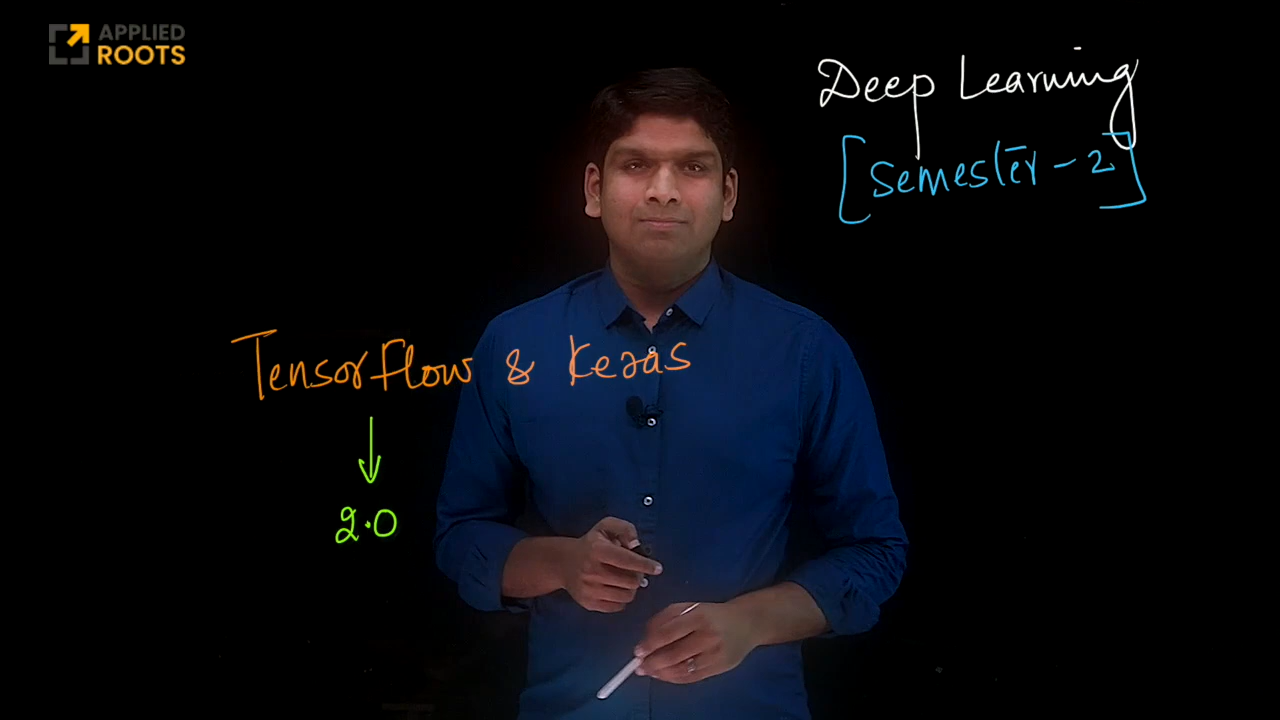 APPLIED
ROOTS
Deep Learning
[Semester-2]
TensorFlow & Keras
2.0